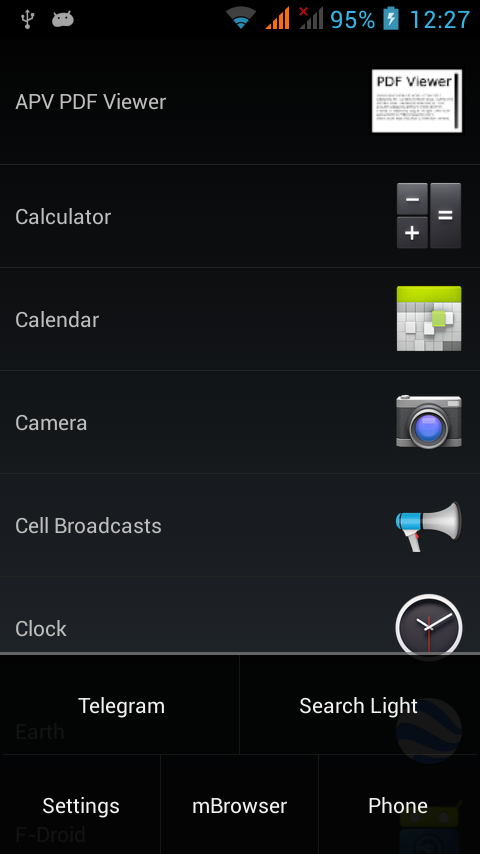 95% 12:27
APV PDF Viewer
PDF Viewer
Calculator
Calendar
Camera
Cell Broadcasts
Clock
Telegram
Search Light
Earth
Settings
mBrowser
Phone
F-Droid